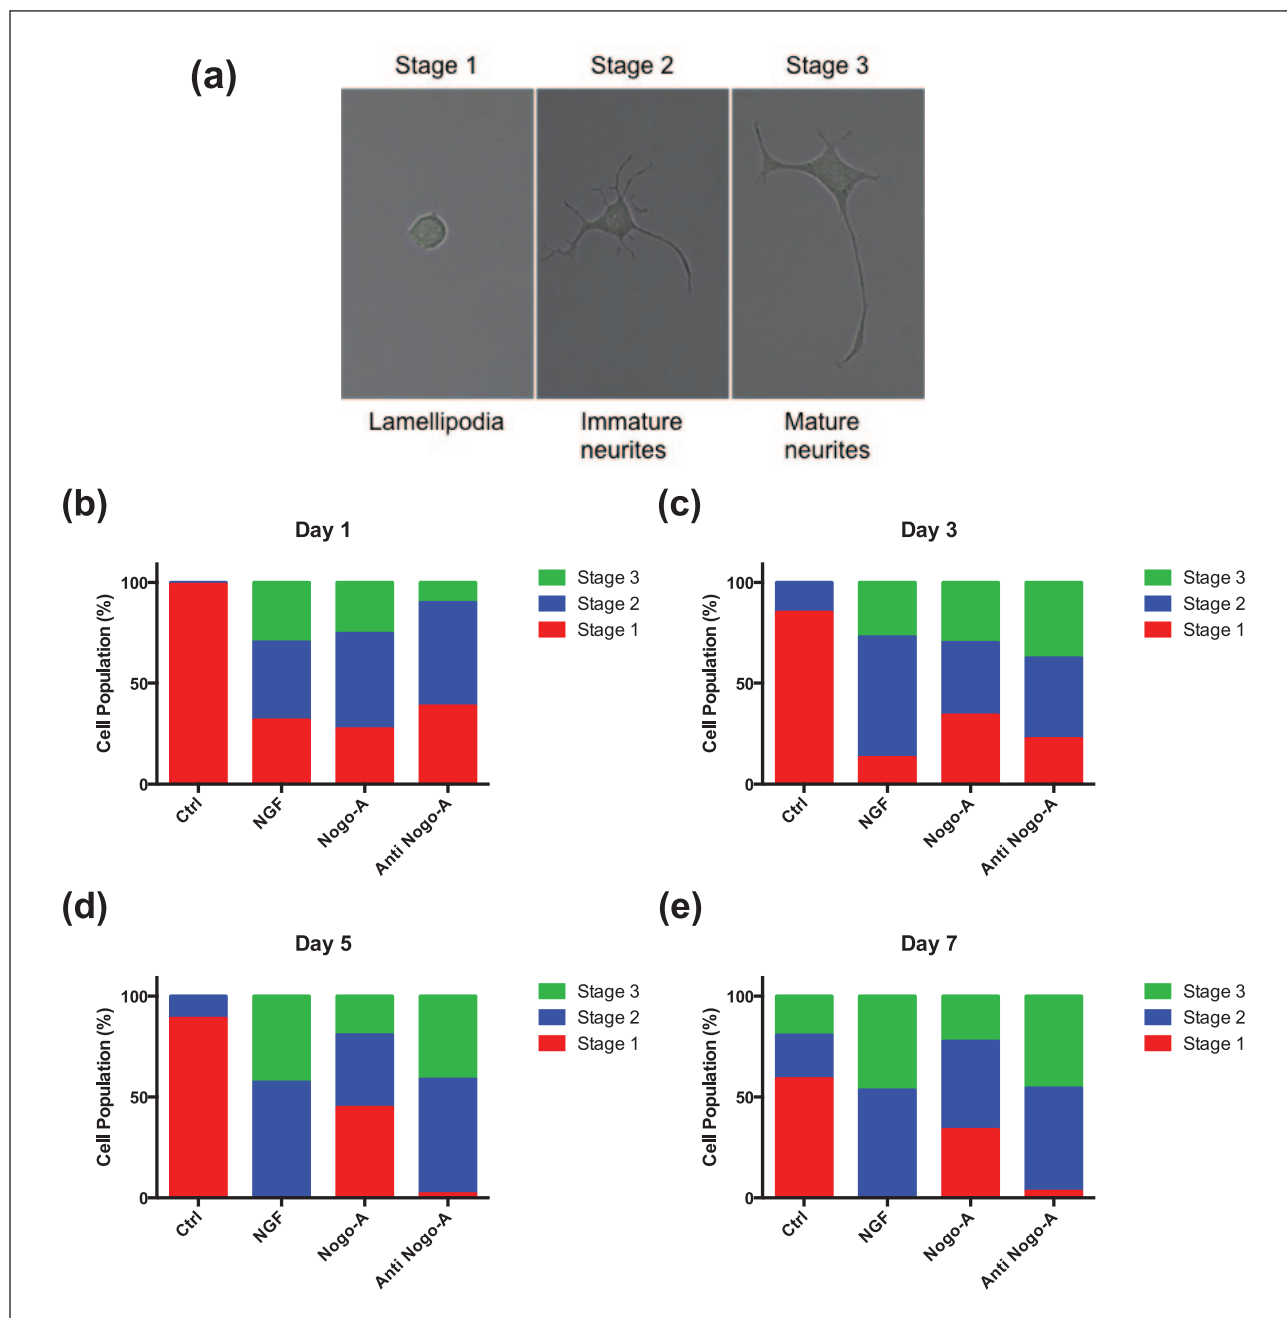 (a)
Stage 1 Stage 2 Stage 3
Lamellipodia Immature neurites Mature neurites
(b)
Day 1
Cell Population (%)
100
50
0
Ctrl NGF Nogo-A Anti Nogo-A
Stage 3
Stage 2
Stage 1
(c)
Day 3
Cell Population (%)
100
50
0
Ctrl NGF Nogo-A Anti Nogo-A
Stage 3
Stage 2
Stage 1
(d)
Day 5
Cell Population (%)
100
50
0
Ctrl NGF Nogo-A Anti Nogo-A
Stage 3
Stage 2
Stage 1
(e)
Day 7
Cell Population (%)
100
50
0
Ctrl NGF Nogo-A Anti Nogo-A
Stage 3
Stage 2
Stage 1